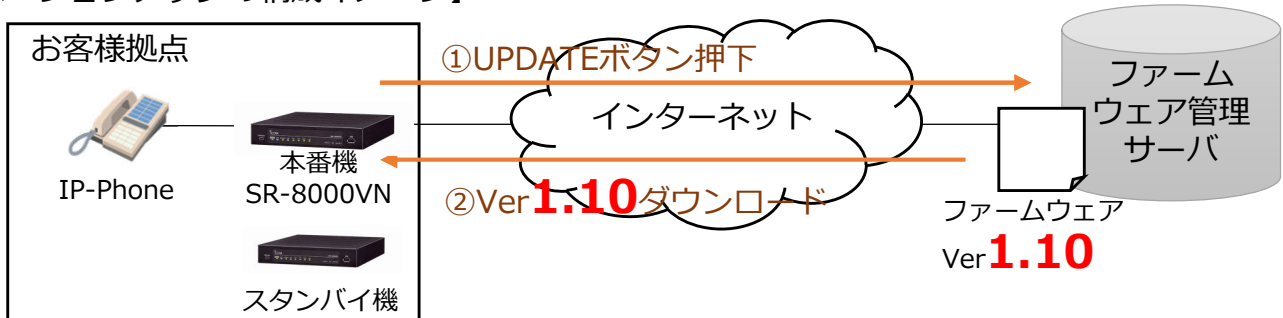 お客様拠点
①UPDATEボタン押下
インターネット
ファーム
ウェア管理
サーバ
本番機
SR-8000VN
IP-Phone
②Ver1.10ダウンロード
ファームウェア
Ver1.10
スタンバイ機